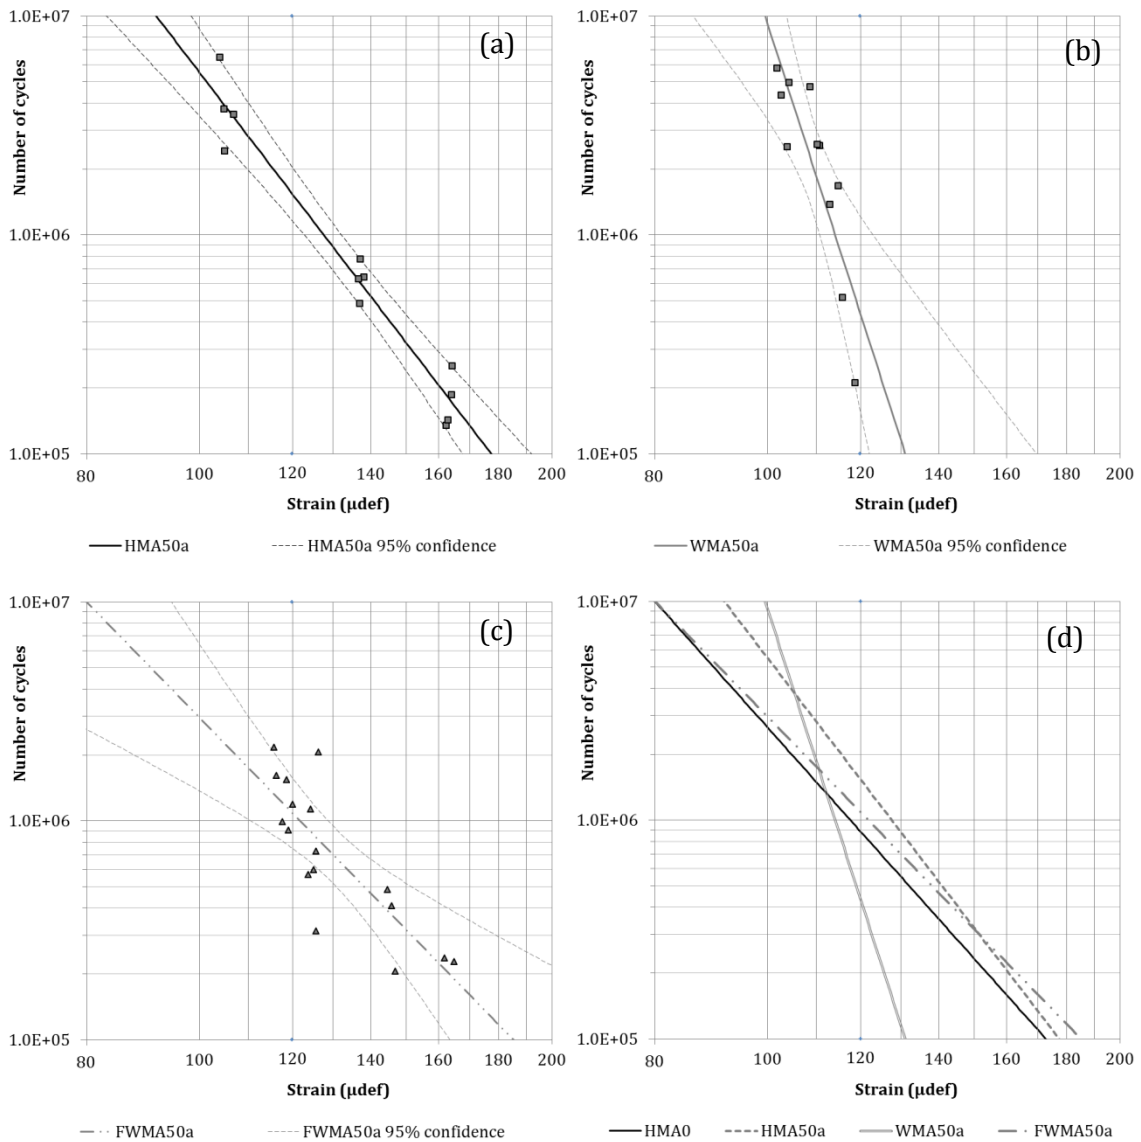 (a)
Number of cycles
1.0E+07
1.0E+06
1.0E+05
80 100 120 140 160 200
Strain (μdef)
HMA50a HMA50a 95% confidence
(b)
Number of cycles
1.0E+07
1.0E+06
1.0E+05
80 100 120 140 160 200
Strain (μdef)
WMA50a WMA50a 95% confidence
(c)
Number of cycles
1.0E+07
1.0E+06
1.0E+05
80 100 120 140 160 200
Strain (μdef)
FWMA50a FWMA50a 95% confidence
(d)
Number of cycles
1.0E+07
1.0E+06
1.0E+05
80 100 120 140 160 180 200
Strain (μdef)
HMA0 HMA50a WMA50a FWMA50a